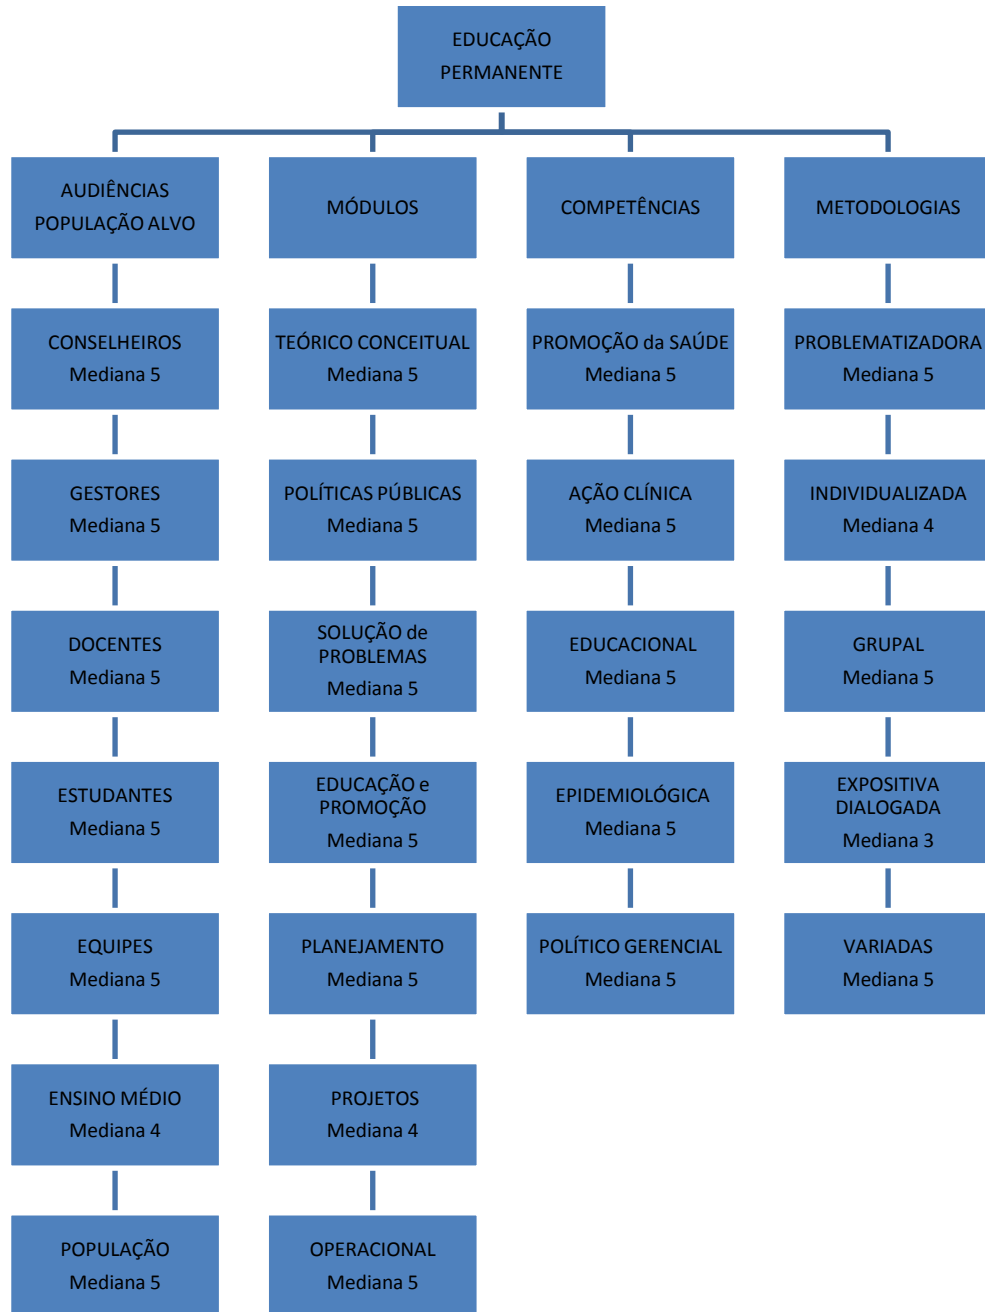 EDUCAÇÃO
PERMANENTE
AUDIÊNCIAS
POPULAÇÃO ALVO
MÓDULOS
COMPETÊNCIAS
METODOLOGIAS
CONSELHEIROS
Mediana 5
TEÓRICO CONCEITUAL
Mediana 5
PROMOÇÃO da SAÚDE
Mediana 5
PROBLEMATIZADORA
Mediana 5
GESTORES
Mediana 5
POLÍTICAS PÚBLICAS
Mediana 5
AÇÃO CLÍNICA
Mediana 5
INDIVIDUALIZADA
Mediana 4
DOCENTES
Mediana 5
SOLUÇÃO de
PROBLEMAS
Mediana 5
EDUCACIONAL
Mediana 5
GRUPAL
Mediana 5
ESTUDANTES
Mediana 5
EDUCAÇÃO e
PROMOÇÃO
Mediana 5
EPIDEMIOLÓGICA
Mediana 5
EXPOSITIVA
DIALOGADA
Mediana 3
EQUIPES
Mediana 5
PLANEJAMENTO
Mediana 5
POLÍTICO GERENCIAL
Mediana 5
VARIADAS
Mediana 5
ENSINO MÉDIO
Mediana 4
PROJETOS
Mediana 4
POPULAÇÃO
Mediana 5
OPERACIONAL
Mediana 5